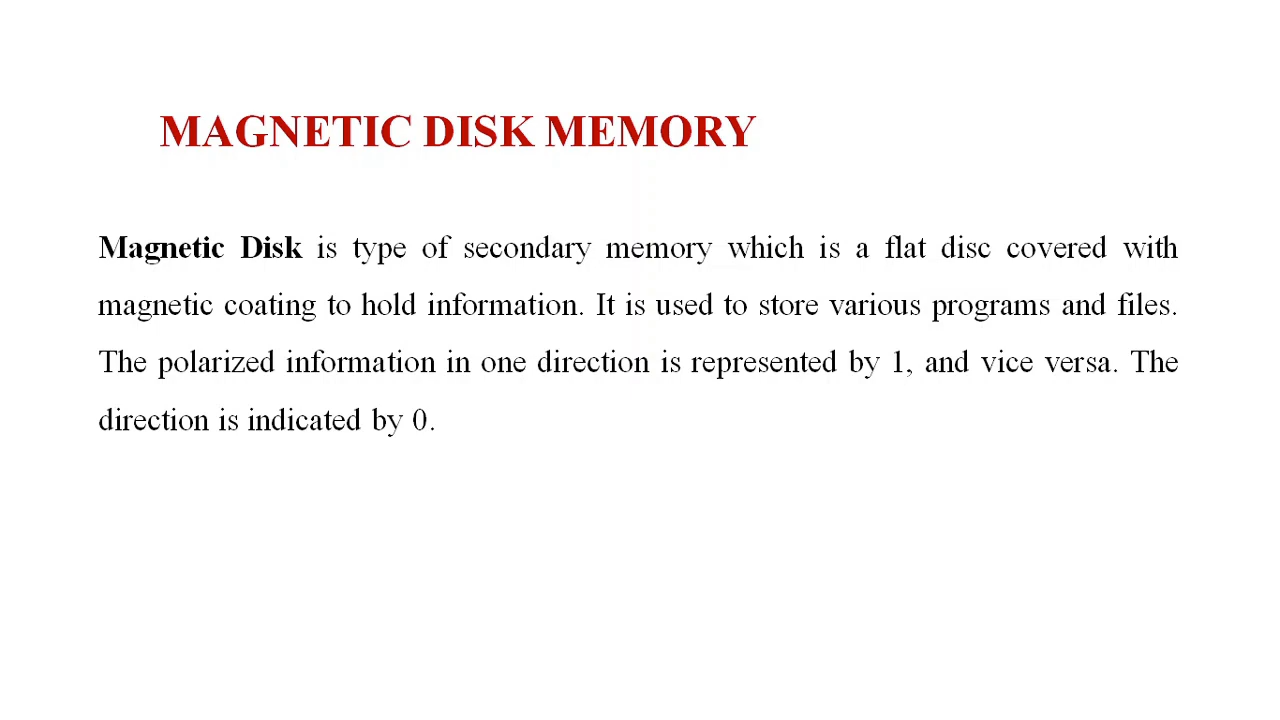 MAGNETIC DISK MEMORY
Magnetic Disk is type of secondary memory which is a flat disc covered with
magnetic coating to hold information. It is used to store various programs and files.
The polarized information in one direction is represented by 1, and vice versa. The
direction is indicated by 0.